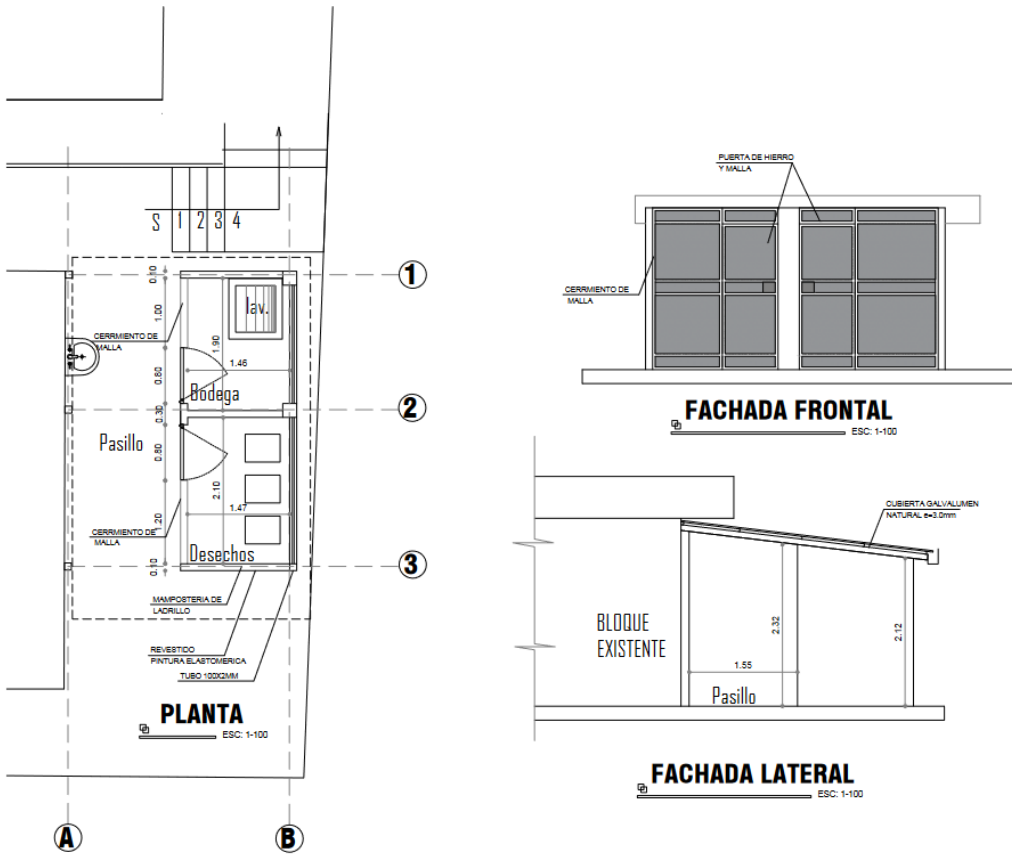 S 1 2 3 4
1
0.10
1.00
lav.
CERRMIENTO DE
MALLA
1.90
0.80
1.46
Bodega
2
0.30
Pasillo
0.80
2.10
1.47
CERRMIENTO DE
MALLA
1.20
Desechos
3
0.10
MAMPOSTERIA DE
LADRILLO
REVESTIDO
PINTURA ELASTOMERICA
TUBO 100X2MM
PLANTA
ESC: 1-100
A
B
PUERTA DE HIERRO
Y MALLA
CERRMIENTO DE
MALLA
FACHADA FRONTAL
ESC: 1-100
CUBIERTA GALVALUMEN
NATURAL e=3.0mm
BLOQUE
EXISTENTE
2.32
2.12
1.55
Pasillo
FACHADA LATERAL
ESC: 1-100